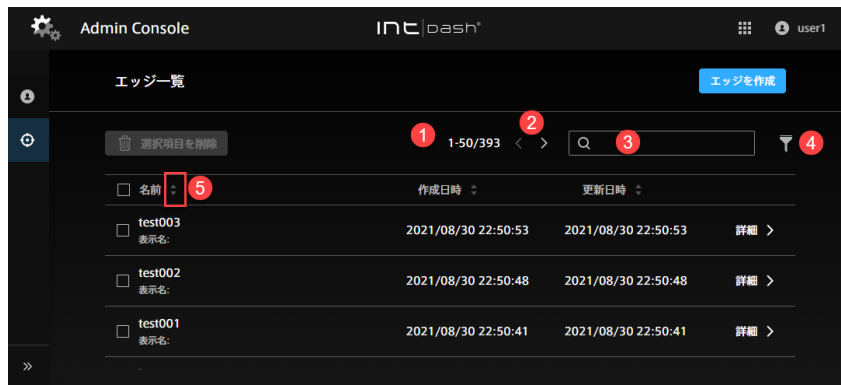 Admin Console
intdash®
user1
エッジ一覧
エッジを作成
選択項目を削除
1
1-50/393
2
3
4
名前
5
作成日時
更新日時
test003
表示名:
2021/08/30 22:50:53
2021/08/30 22:50:53
詳細
test002
表示名:
2021/08/30 22:50:48
2021/08/30 22:50:48
詳細
test001
表示名:
2021/08/30 22:50:41
2021/08/30 22:50:41
詳細